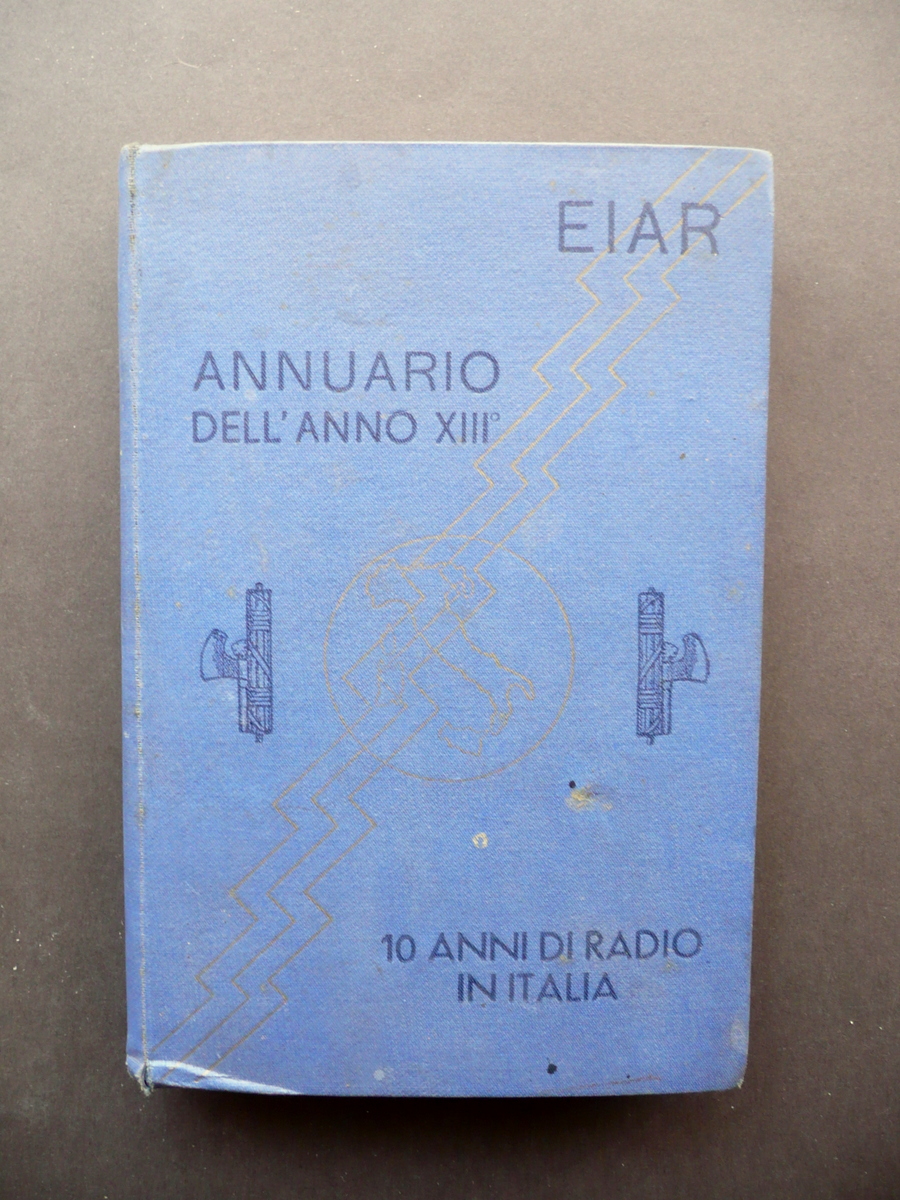 EIAR
ANNUARIO
DELL'ANNO XIII°
10 ANNI DI RADIO
IN ITALIA